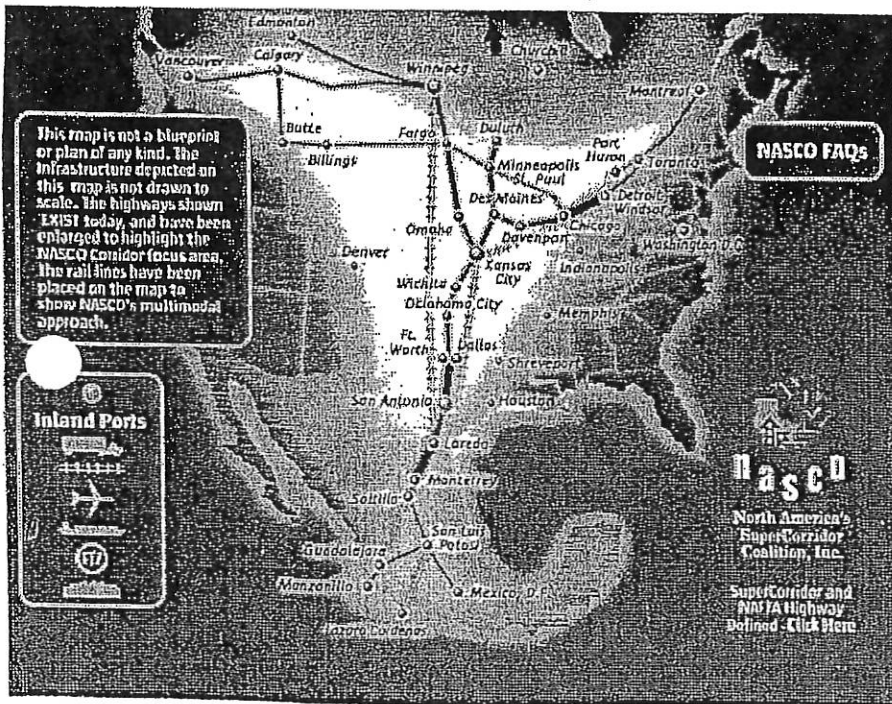 Edmonton
Vancouver
Calgary
Winnipeg
Churchill
Montreal
This map is not a blueprint
or plan of any kind. The
infrastructure depicted on
this map is not drawn to
scale. The highways shown
EXIST today, and have been
enlarged to highlight the
NASCO Corridor focus area.
The rail lines have been
placed on the map to
show NASCO's multimodal
approach.
Butte
Billings
Fargo
Duluth
Minneapolis
St. Paul
Port
Huron
Toronto
Detroit
Windsor
NASCO FAQs
Des Moines
Chicago
Omaha
Davenport
Washington D.C.
Denver
Kansas
City
Indianapolis
Wichita
Oklahoma City
Memphis
Ft.
Worth
Dallas
Shreveport
San Antonio
Houston
Laredo
Inland Ports
FTZ
Monterrey
Saltillo
San Luis
Potosi
Guadalajara
Manzanillo
Mexico, D.F.
Lazaro Cardenas
nasco
North America's
SuperCorridor
Coalition, Inc.
SuperCorridor and
NAFTA Highway
Defined - Click Here